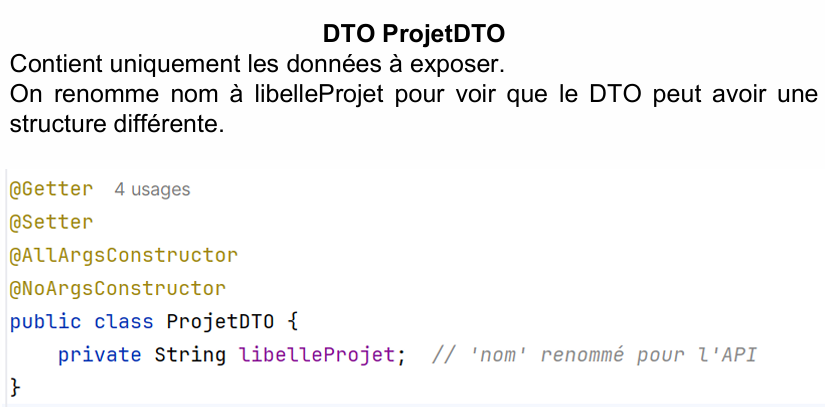 DTO ProjetDTO
Contient uniquement les données à exposer.
On renomme nom à libelleProjet pour voir que le DTO peut avoir une
structure différente.
@Getter 4 usages
@Setter
@AllArgsConstructor
@NoArgsConstructor
public class ProjetDTO {
    private String libelleProjet; // 'nom' renommé pour l'API
}